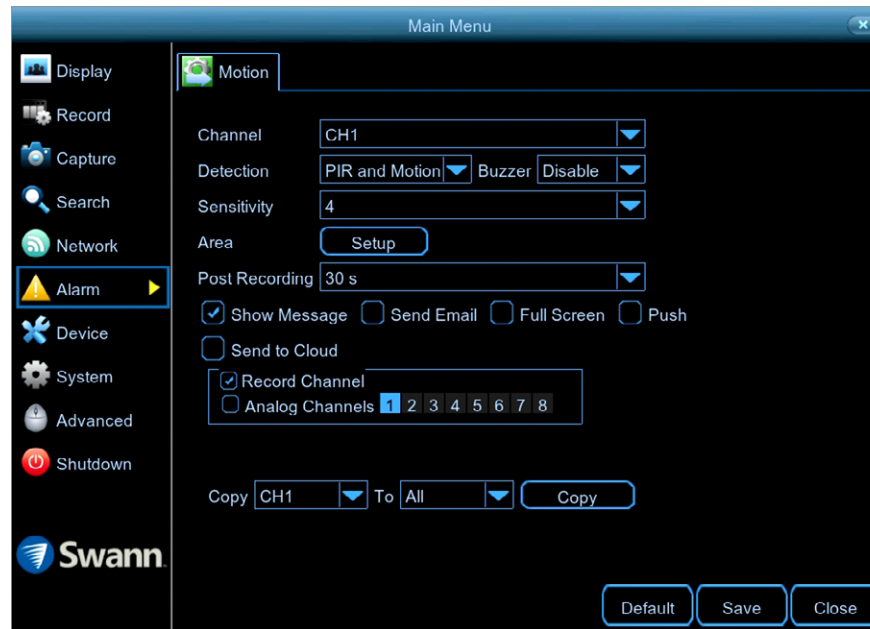 Main Menu
Display
Record
Capture
Search
Network
Alarm
Device
System
Advanced
Shutdown
Swann
Motion
Channel CH1
Detection PIR and Motion Buzzer Disable
Sensitivity 4
Area Setup
Post Recording 30 s
Show Message Send Email Full Screen Push
Send to Cloud
Record Channel
Analog Channels 1 2 3 4 5 6 7 8
Copy CH1 To All Copy
Default Save Close